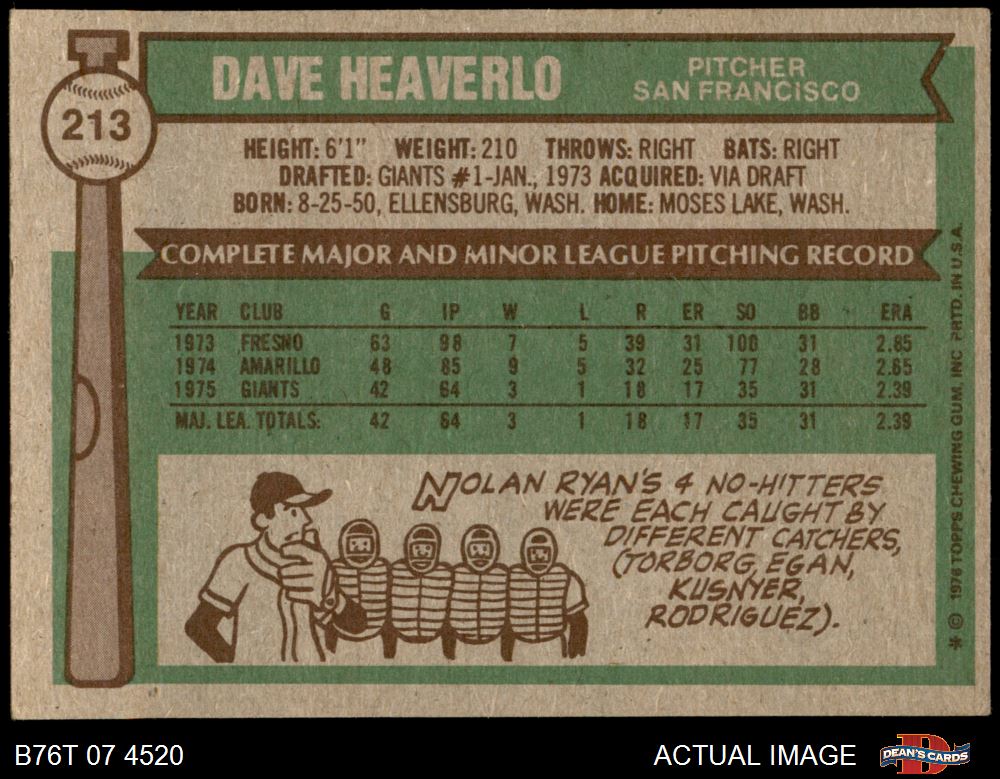 213
DAVE HEAVERLO
PITCHER
SAN FRANCISCO
HEIGHT: 6'1" WEIGHT: 210 THROWS: RIGHT BATS: RIGHT
DRAFTED: GIANTS #1-JAN., 1973 ACQUIRED: VIA DRAFT
BORN: 8-25-50, ELLENSBURG, WASH. HOME: MOSES LAKE, WASH.
COMPLETE MAJOR AND MINOR LEAGUE PITCHING RECORD
YEAR CLUB G IP W L R ER SO BB ERA
1973 FRESNO 63 98 7 5 39 31 100 31 2.85
1974 AMARILLO 48 85 9 5 32 25 77 28 2.65
1975 GIANTS 42 64 3 1 18 17 35 31 2.39
MAJ. LEA. TOTALS: 42 64 3 1 18 17 35 31 2.39
NOLAN RYAN'S 4 NO-HITTERS
WERE EACH CAUGHT BY
DIFFERENT CATCHERS,
(TORBORG, EGAN,
KUSNYER,
RODRIGUEZ).
* © 1976 TOPPS CHEWING GUM, INC PRTD. IN U.S.A.
B76T 07 4520
ACTUAL IMAGE
DEAN'S CARDS